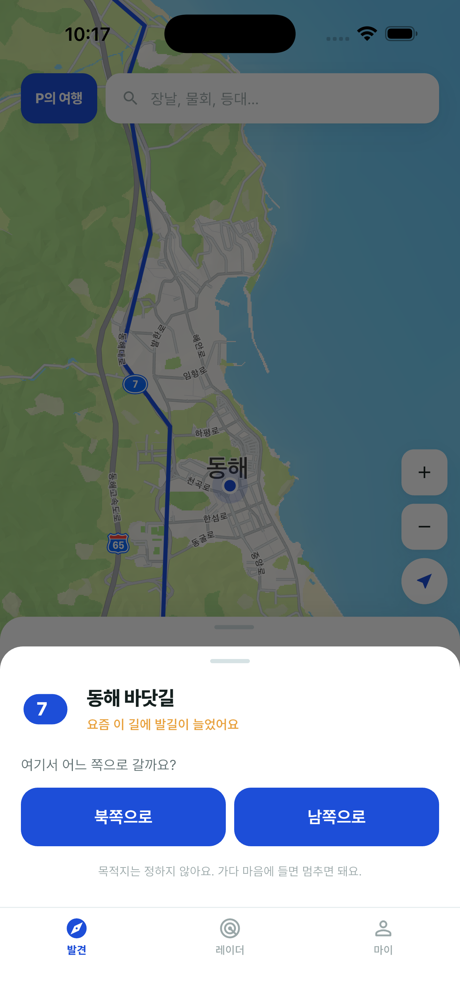 10:17
P의 여행
장날, 물회, 등대...
동해대로
발한로
해안로
임항로
7
하평로
동해
천곡로
동해고속도로
한섬로
65
동굴로
중앙로
+
−
7
동해 바닷길
요즘 이 길에 발길이 늘었어요
여기서 어느 쪽으로 갈까요?
북쪽으로
남쪽으로
목적지는 정하지 않아요. 가다 마음에 들면 멈추면 돼요.
발견
레이더
마이